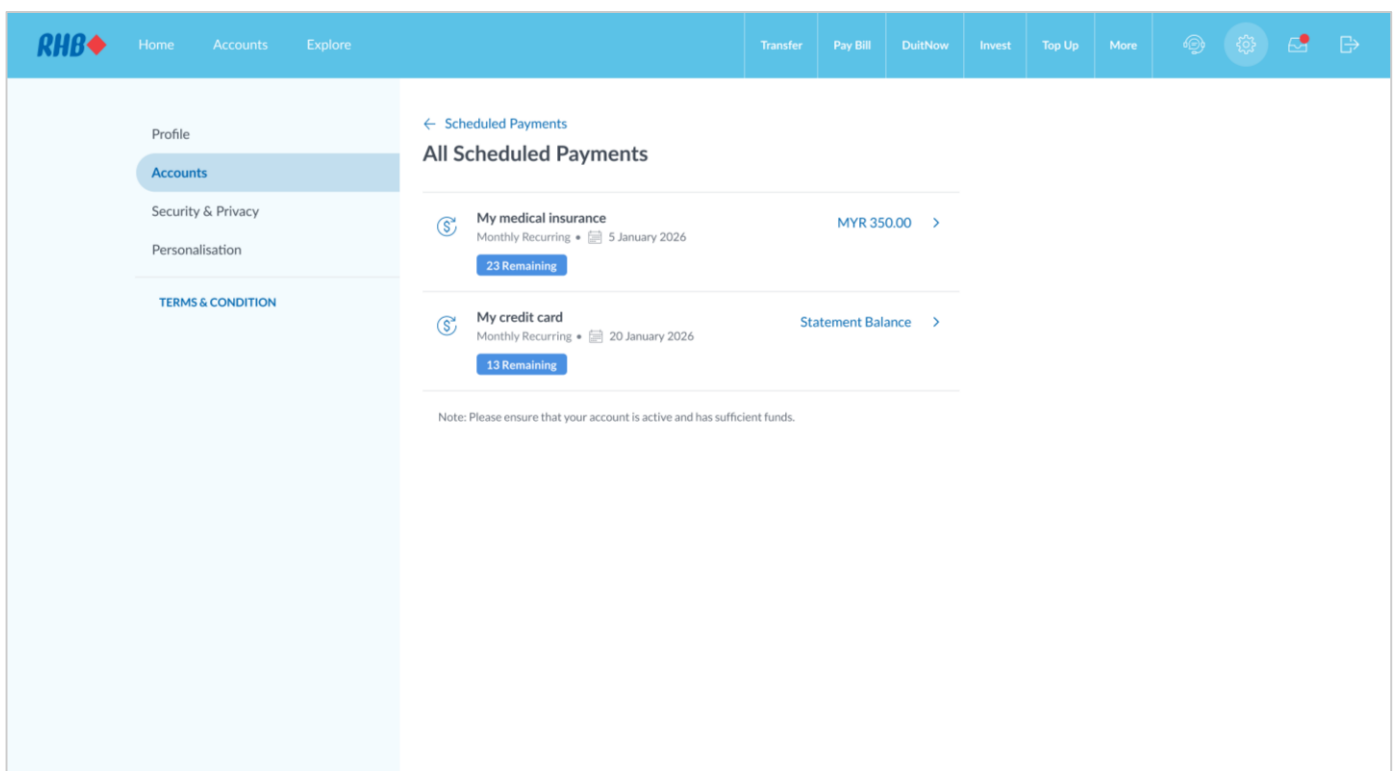 RHB Home Accounts Explore Transfer Pay Bill DuitNow Invest Top Up More
Profile
Accounts
Security & Privacy
Personalisation
TERMS & CONDITION
← Scheduled Payments
All Scheduled Payments
My medical insurance MYR 350.00 >
Monthly Recurring • 5 January 2026
23 Remaining
My credit card Statement Balance >
Monthly Recurring • 20 January 2026
13 Remaining
Note: Please ensure that your account is active and has sufficient funds.